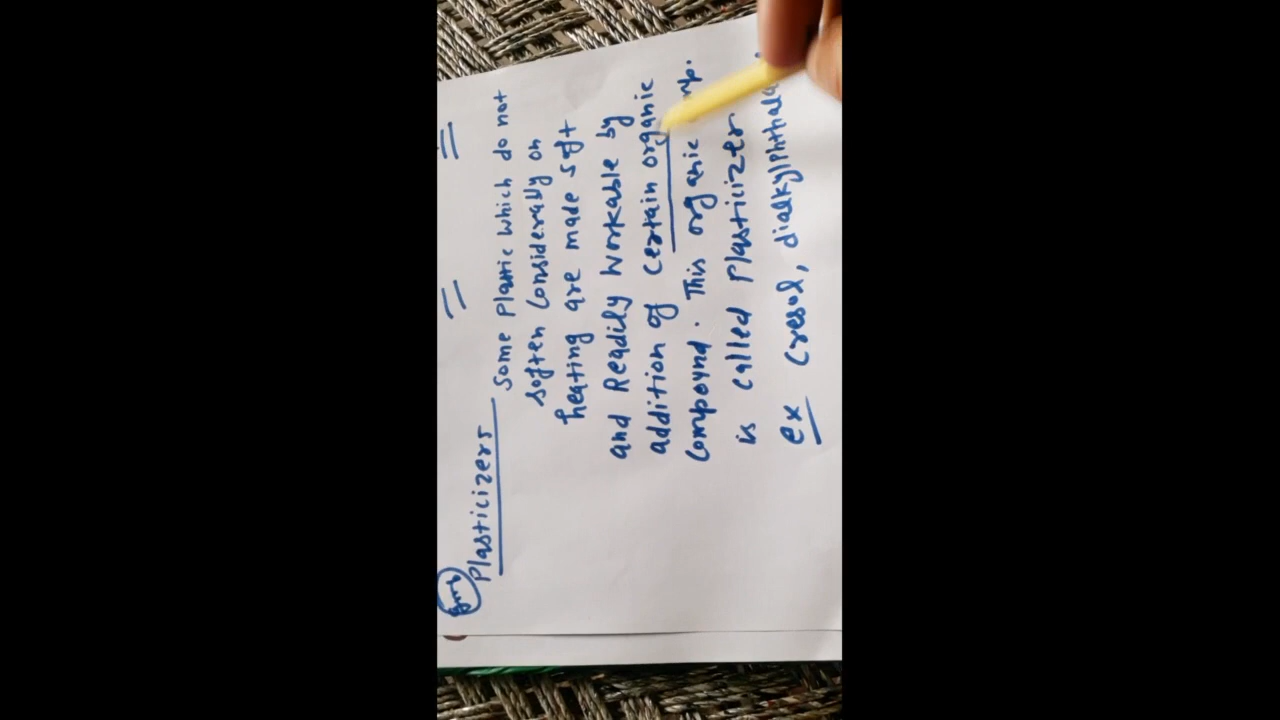 Plasticizers
Some Plastic which do not
soften Considerably on
heating are made soft
and Readily Workable by
addition of Certain organic
Compound. This organic
is called Plasticizer
ex Cresol,